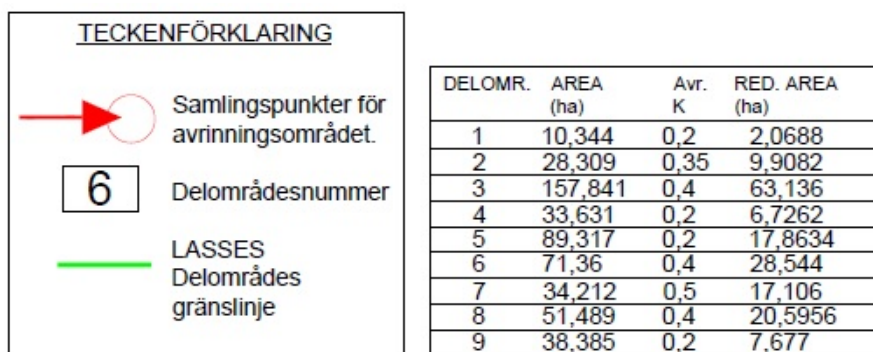 TECKENFÖRKLARING
Samlingspunkter för
avrinningsområdet.
6
Delområdesnummer
LASSES
Delområdes
gränslinje
DELOMR. AREA Avr. RED. AREA
(ha) K (ha)
1 10,344 0,2 2,0688
2 28,309 0,35 9,9082
3 157,841 0,4 63,136
4 33,631 0,2 6,7262
5 89,317 0,2 17,8634
6 71,36 0,4 28,544
7 34,212 0,5 17,106
8 51,489 0,4 20,5956
9 38,385 0,2 7,677